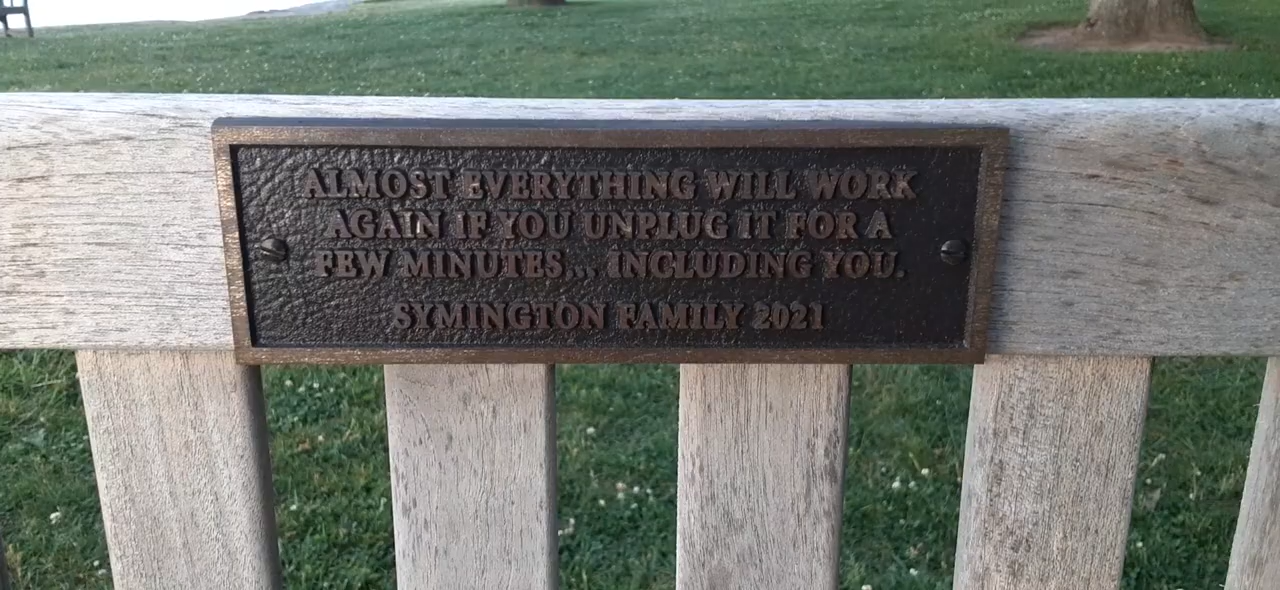 ALMOST EVERYTHING WILL WORK
AGAIN IF YOU UNPLUG IT FOR A
FEW MINUTES... INCLUDING YOU.
SYMINGTON FAMILY 2021